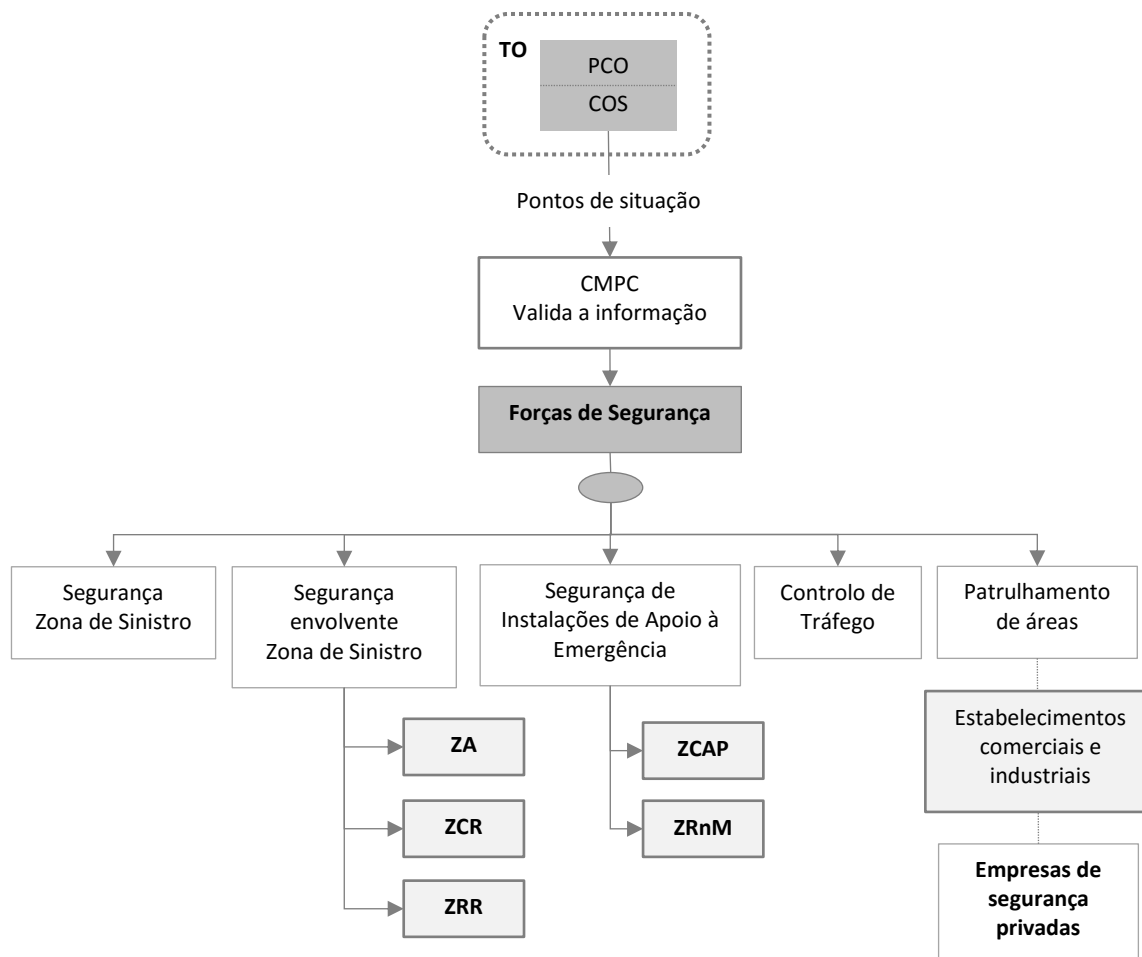 TO
PCO
COS
Pontos de situação
CMPC
Valida a informação
Forças de Segurança
Segurança
Zona de Sinistro
Segurança
envolvente
Zona de Sinistro
Segurança de
Instalações de Apoio à
Emergência
Controlo de
Tráfego
Patrulhamento
de áreas
ZA
ZCR
ZRR
ZCAP
ZRnM
Estabelecimentos
comerciais e
industriais
Empresas de
segurança
privadas